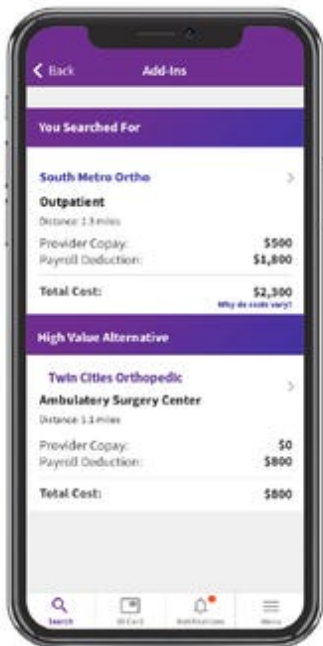 Back
Add-Ins
You Searched For
South Metro Ortho
Outpatient
Distance: 1.3 miles
Provider Copay: $500
Payroll Deduction: $1,800
Total Cost: $2,300
Why do costs vary?
High Value Alternative
Twin Cities Orthopedic
Ambulatory Surgery Center
Distance: 1.1 miles
Provider Copay: $0
Payroll Deduction: $800
Total Cost: $800
Search ID Card Notifications Menu